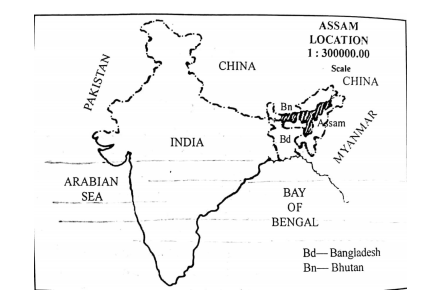 ASSAM
LOCATION
1 : 300000.00
Scale
CHINA
CHINA
PAKISTAN
Bn
Assam
Bd
MYANMAR
INDIA
ARABIAN
SEA
BAY
OF
BENGAL
Bd— Bangladesh
Bn— Bhutan